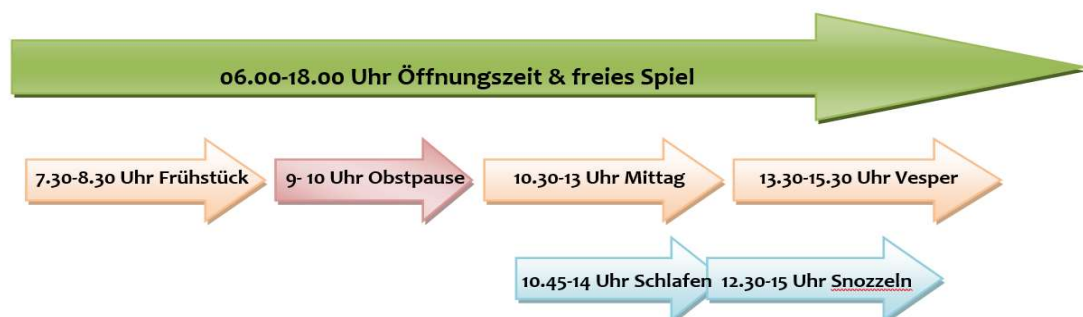 06.00-18.00 Uhr Öffnungszeit & freies Spiel
7.30-8.30 Uhr Frühstück
9- 10 Uhr Obstpause
10.30-13 Uhr Mittag
13.30-15.30 Uhr Vesper
10.45-14 Uhr Schlafen
12.30-15 Uhr Snozzeln